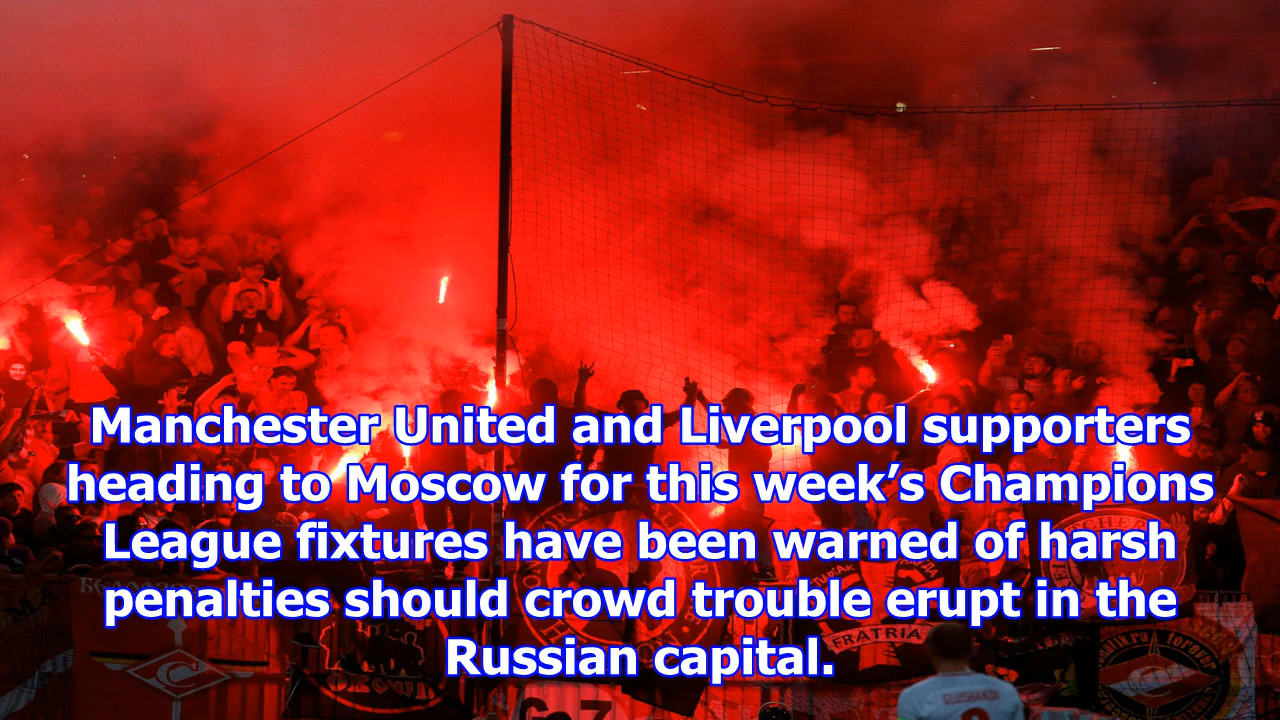 Manchester United and Liverpool supporters
heading to Moscow for this week’s Champions
League fixtures have been warned of harsh
penalties should crowd trouble erupt in the
Russian capital.
FRATRIA